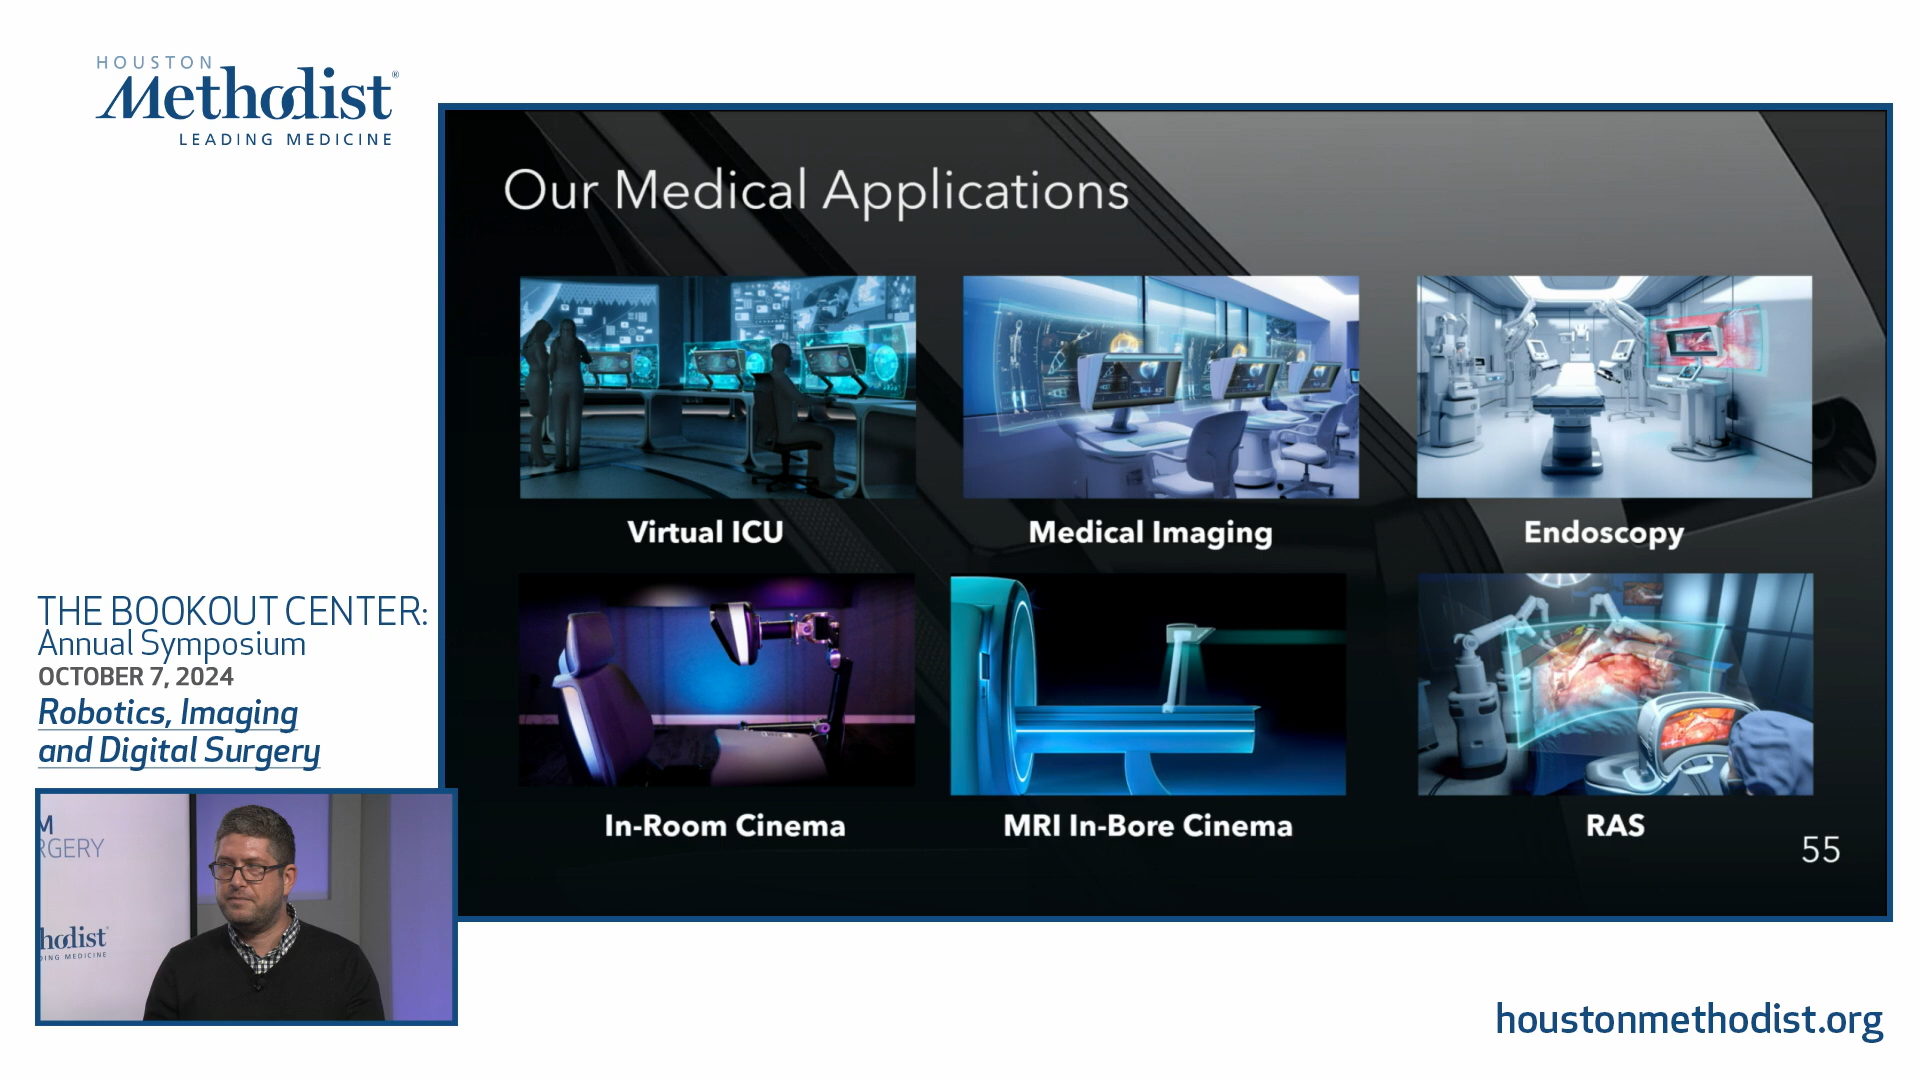 HOUSTON
Methodist®
LEADING MEDICINE
Our Medical Applications
Virtual ICU
Medical Imaging
Endoscopy
In-Room Cinema
MRI In-Bore Cinema
RAS
55
THE BOOKOUT CENTER:
Annual Symposium
OCTOBER 7, 2024
Robotics, Imaging
and Digital Surgery
M
RGERY
hodist
DING MEDICINE
houstonmethodist.org